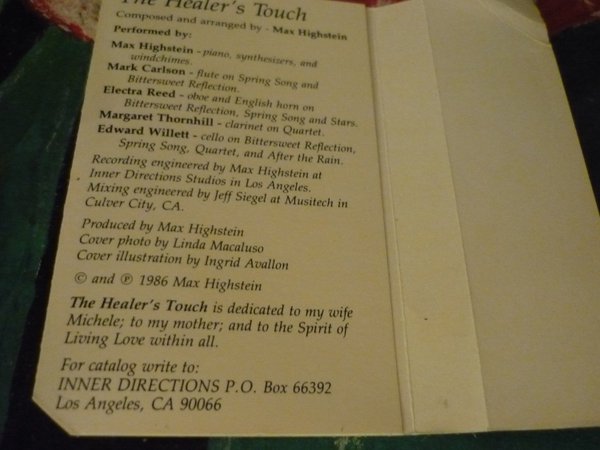 The Healer's Touch
Composed and arranged by - Max Highstein
Performed by:
Max Highstein - piano, synthesizers, and
windchimes.
Mark Carlson - flute on Spring Song and
Bittersweet Reflection.
Electra Reed - oboe and English horn on
Bittersweet Reflection, Spring Song and Stars.
Margaret Thornhill - clarinet on Quartet.
Edward Willett - cello on Bittersweet Reflection,
Spring Song, Quartet, and After the Rain.
Recording engineered by Max Highstein at
Inner Directions Studios in Los Angeles.
Mixing engineered by Jeff Siegel at Musitech in
Culver City, CA.
Produced by Max Highstein
Cover photo by Linda Macaluso
Cover illustration by Ingrid Avallon
© and ℗ 1986 Max Highstein
The Healer's Touch is dedicated to my wife
Michele; to my mother; and to the Spirit of
Living Love within all.
For catalog write to:
INNER DIRECTIONS P.O. Box 66392
Los Angeles, CA 90066